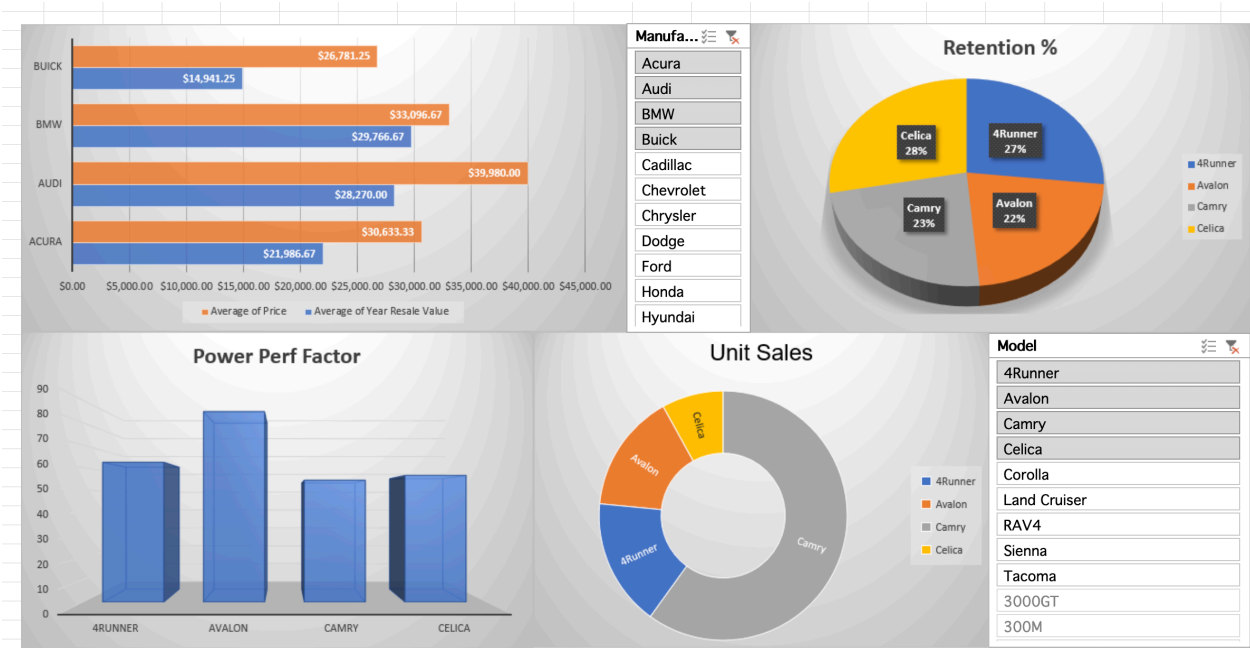 BUICK
$26,781.25
$14,941.25
BMW
$33,096.67
$29,766.67
AUDI
$39,980.00
$28,270.00
ACURA
$30,633.33
$21,986.67
$0.00 $5,000.00 $10,000.00 $15,000.00 $20,000.00 $25,000.00 $30,000.00 $35,000.00 $40,000.00 $45,000.00
Average of Price Average of Year Resale Value
Manufa...
Acura
Audi
BMW
Buick
Cadillac
Chevrolet
Chrysler
Dodge
Ford
Honda
Hyundai
Retention %
Celica
28%
4Runner
27%
Camry
23%
Avalon
22%
4Runner
Avalon
Camry
Celica
Power Perf Factor
90
80
70
60
50
40
30
20
10
0
4RUNNER AVALON CAMRY CELICA
Unit Sales
Celica
Avalon
4Runner
Camry
4Runner
Avalon
Camry
Celica
Model
4Runner
Avalon
Camry
Celica
Corolla
Land Cruiser
RAV4
Sienna
Tacoma
3000GT
300M